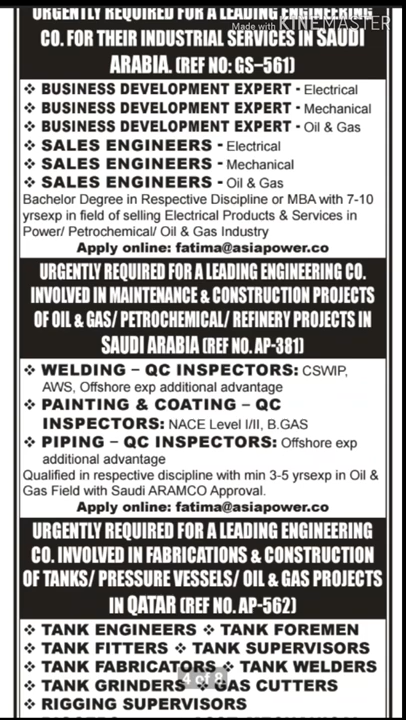 URGENTLY REQUIRED FOR A LEADING ENGINEERING
Made with KINEMASTER
CO. FOR THEIR INDUSTRIAL SERVICES IN SAUDI
ARABIA. (REF NO: GS-561)
❖ BUSINESS DEVELOPMENT EXPERT - Electrical
❖ BUSINESS DEVELOPMENT EXPERT - Mechanical
❖ BUSINESS DEVELOPMENT EXPERT - Oil & Gas
❖ SALES ENGINEERS - Electrical
❖ SALES ENGINEERS - Mechanical
❖ SALES ENGINEERS - Oil & Gas
Bachelor Degree in Respective Discipline or MBA with 7-10
yrsexp in field of selling Electrical Products & Services in
Power/ Petrochemical/ Oil & Gas Industry
Apply online: fatima@asiapower.co
URGENTLY REQUIRED FOR A LEADING ENGINEERING CO.
INVOLVED IN MAINTENANCE & CONSTRUCTION PROJECTS
OF OIL & GAS/ PETROCHEMICAL/ REFINERY PROJECTS IN
SAUDI ARABIA (REF NO. AP-381)
❖ WELDING – QC INSPECTORS: CSWIP,
AWS, Offshore exp additional advantage
❖ PAINTING & COATING – QC
INSPECTORS: NACE Level I/II, B.GAS
❖ PIPING – QC INSPECTORS: Offshore exp
additional advantage
Qualified in respective discipline with min 3-5 yrsexp in Oil &
Gas Field with Saudi ARAMCO Approval.
Apply online: fatima@asiapower.co
URGENTLY REQUIRED FOR A LEADING ENGINEERING
CO. INVOLVED IN FABRICATIONS & CONSTRUCTION
OF TANKS/ PRESSURE VESSELS/ OIL & GAS PROJECTS
IN QATAR (REF NO. AP-562)
❖ TANK ENGINEERS ❖ TANK FOREMEN
❖ TANK FITTERS ❖ TANK SUPERVISORS
❖ TANK FABRICATORS ❖ TANK WELDERS
4 of 8
❖ TANK GRINDERS ❖ GAS CUTTERS
❖ RIGGING SUPERVISORS